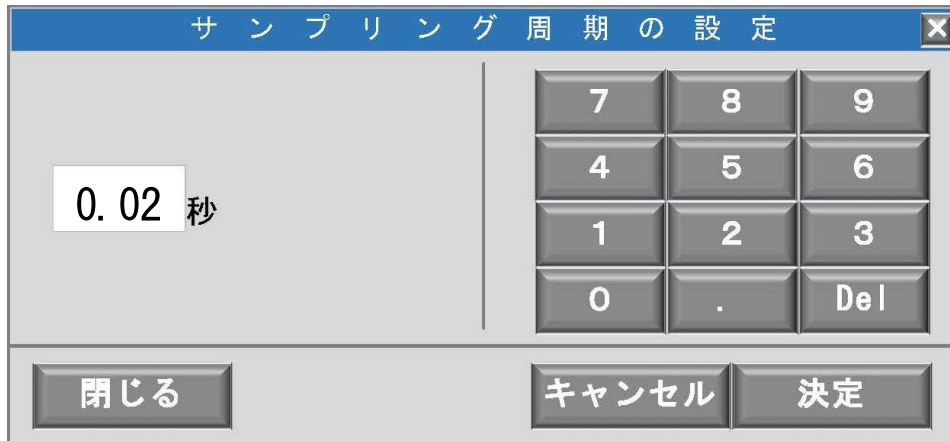 サンプリング周期の設定
7 8 9
0.02 秒
4 5 6
1 2 3
0 . Del
閉じる キャンセル 決定